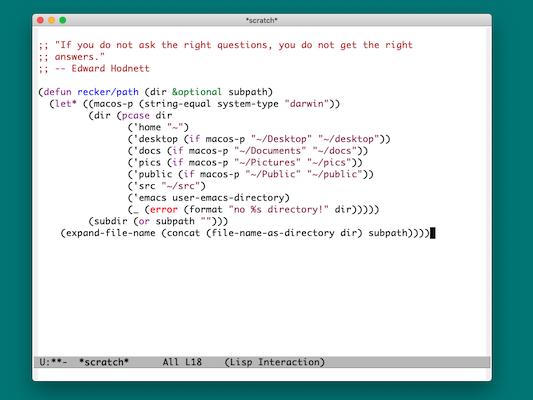 *scratch*
;; "If you do not ask the right questions, you do not get the right
;; answers."
;; -- Edward Hodnett
(defun recker/path (dir &optional subpath)
  (let* ((macos-p (string-equal system-type "darwin"))
         (dir (pcase dir
                ('home "~")
                ('desktop (if macos-p "~/Desktop" "~/desktop"))
                ('docs (if macos-p "~/Documents" "~/docs"))
                ('pics (if macos-p "~/Pictures" "~/pics"))
                ('public (if macos-p "~/Public" "~/public"))
                ('src "~/src")
                ('emacs user-emacs-directory)
                (_ (error (format "no %s directory!" dir)))))
         (subdir (or subpath "")))
    (expand-file-name (concat (file-name-as-directory dir) subpath))))
U:**-  *scratch*      All L18    (Lisp Interaction)